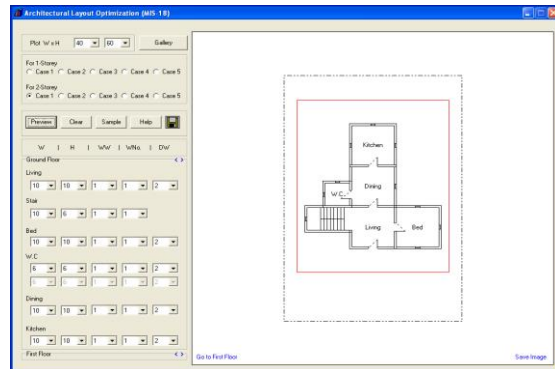 Architectural Layout Optimization (MIS-18)
Plot W x H 40 60 Gallery
For 1-Storey
Case 1 Case 2 Case 3 Case 4 Case 5
For 2-Storey
Case 1 Case 2 Case 3 Case 4 Case 5
Preview Clear Sample Help
W | H | WW | WNo. | DW
Ground Floor < >
Living
10 10 1 1 2
Stair
10 6 1 1
Bed
10 10 1 1 2
W.C
6 6 1 1 2
Dining
10 10 1 1 2
Kitchen
10 10 1 1 2
First Floor < >
Kitchen
Dining
W.C
Living Bed
Go to First Floor Save Image